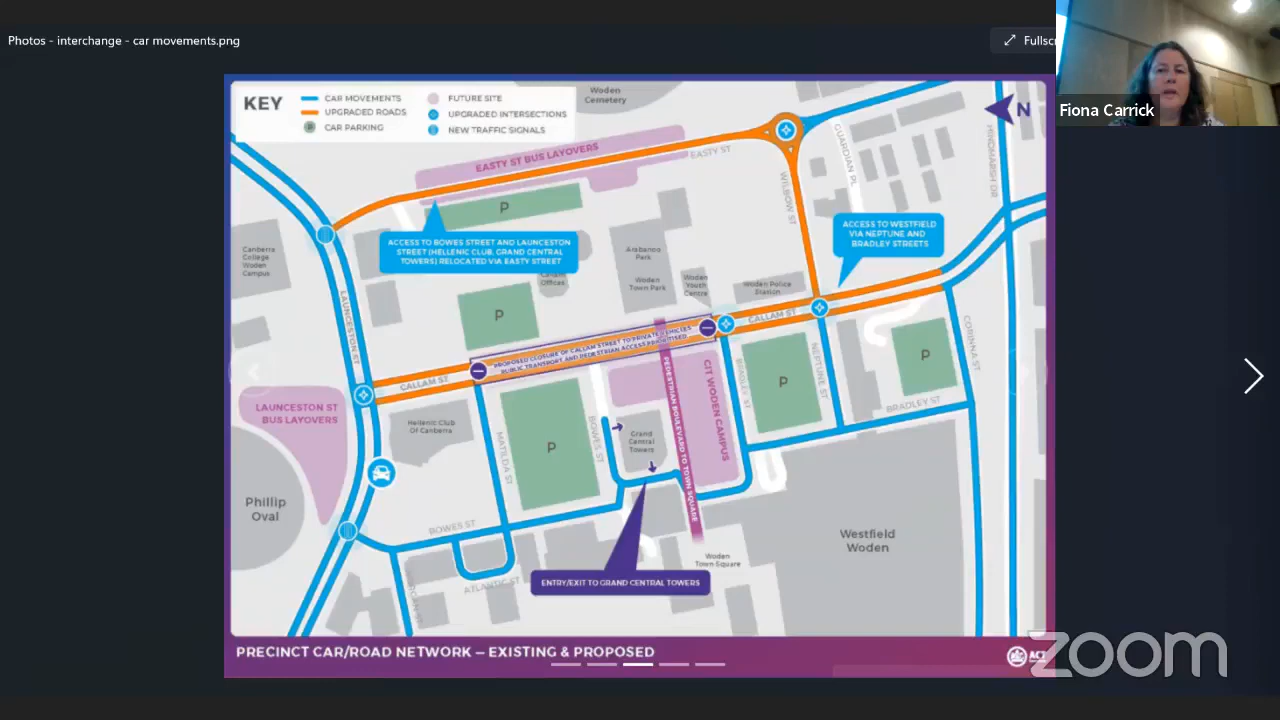 Photos - interchange - car movements.png
Fullscr
Fiona Carrick
KEY
CAR MOVEMENTS
UPGRADED ROADS
CAR PARKING
P
FUTURE SITE
UPGRADED INTERSECTIONS
NEW TRAFFIC SIGNALS
Woden
Cemetery
N
EASTY ST BUS LAYOVERS
EASTY ST
GUARDIAN PL
HINDMARSH DR
WILBOW ST
P
ACCESS TO WESTFIELD
VIA NEPTUNE AND
BRADLEY STREETS
ACCESS TO BOWES STREET AND LAUNCESTON
STREET (HELLENIC CLUB, GRAND CENTRAL
TOWERS) RELOCATED VIA EASTY STREET
Canberra
College
Woden
Campus
Arabanoo
Park
Woden
Town Park
Woden
Youth
Centre
Woden Police
Station
Offices
LAUNCESTON ST
P
CALLAM ST
PROPOSED CLOSURE OF CALLAM STREET TO PRIVATE VEHICLES
PUBLIC TRANSPORT AND PEDESTRIAN ACCESS PRIORITISED
CALLAM ST
CORINNA ST
P
P
BRADLEY ST
NEPTUNE ST
CIT WODEN CAMPUS
PEDESTRIAN BOULEVARD TO TOWN SQUARE
LAUNCESTON ST
BUS LAYOVERS
Hellenic Club
Of Canberra
MATILDA ST
P
BOWES ST
Grand
Central
Towers
BRADLEY ST
Phillip
Oval
BOWES ST
Westfield
Woden
Woden
Town Square
ATLANTIC ST
ENTRY/EXIT TO GRAND CENTRAL TOWERS
PRECINCT CAR/ROAD NETWORK – EXISTING & PROPOSED
ACT
zoom